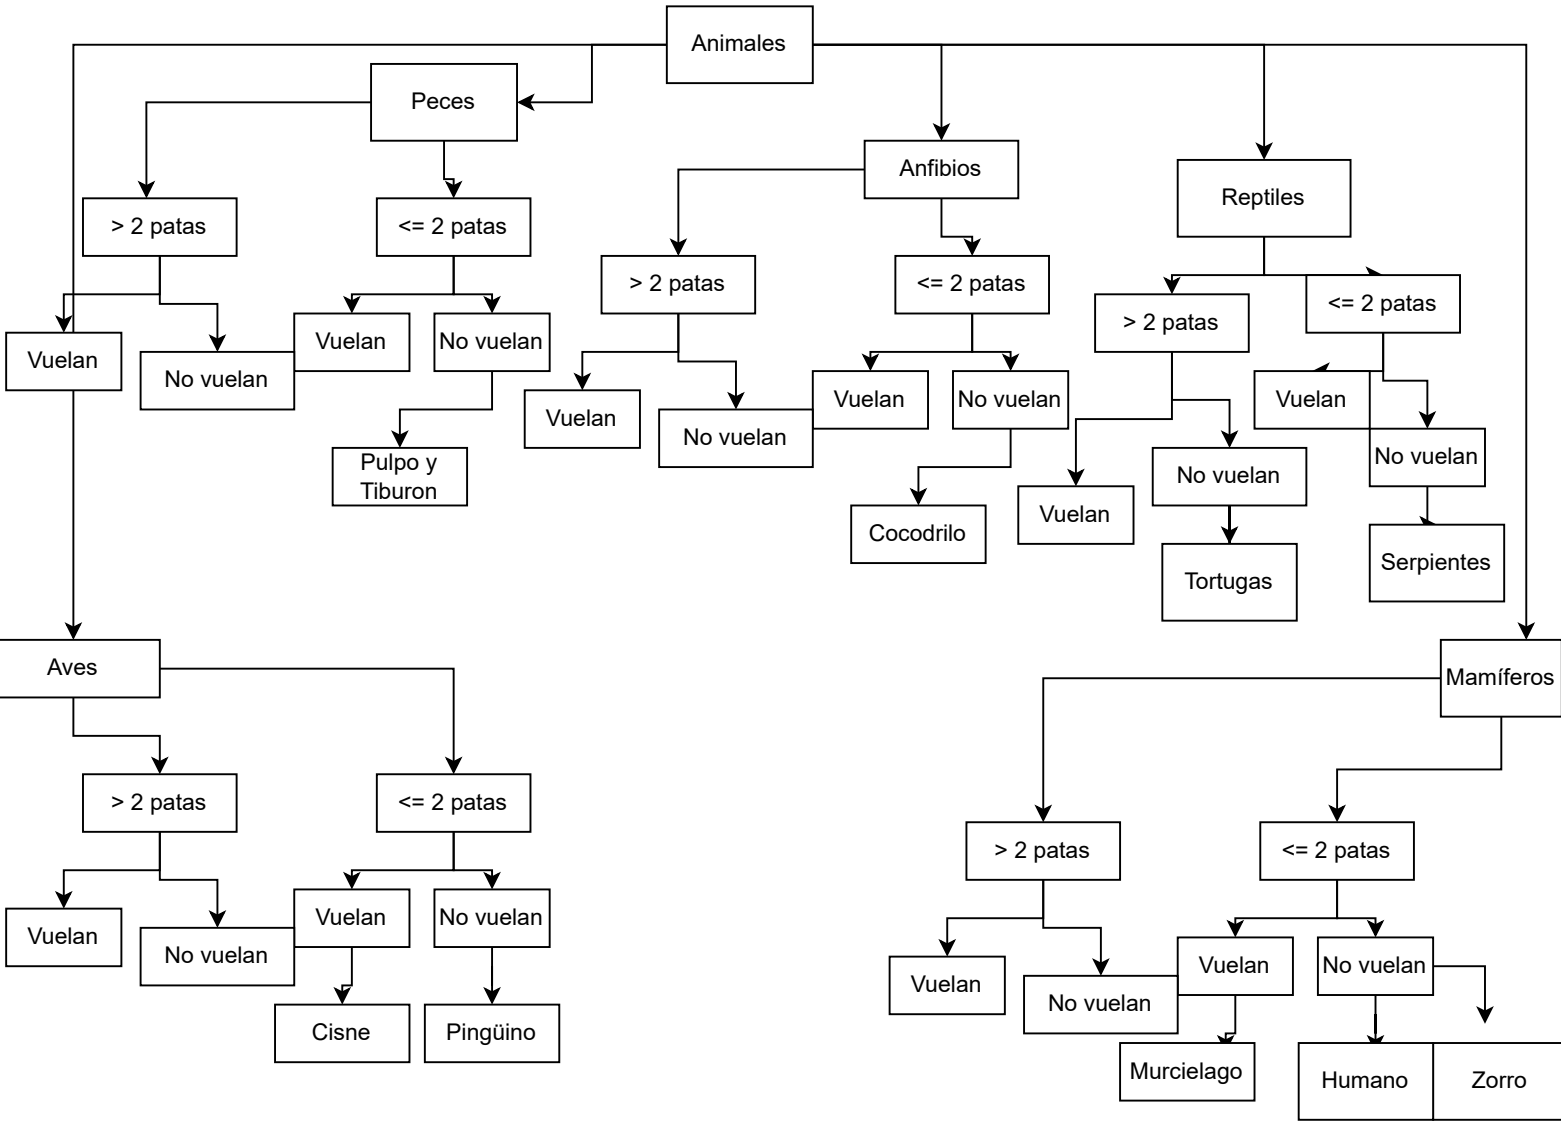 Animales
Peces
Anfibios
Reptiles
> 2 patas
<= 2 patas
> 2 patas
<= 2 patas
> 2 patas
<= 2 patas
Vuelan
No vuelan
Vuelan
No vuelan
Vuelan
No vuelan
Vuelan
No vuelan
Vuelan
No vuelan
Vuelan
No vuelan
Pulpo y
Tiburon
Cocodrilo
Tortugas
Serpientes
Aves
Mamíferos
> 2 patas
<= 2 patas
> 2 patas
<= 2 patas
Vuelan
No vuelan
Vuelan
No vuelan
Vuelan
No vuelan
Vuelan
No vuelan
Cisne
Pingüino
Murcielago
Humano
Zorro